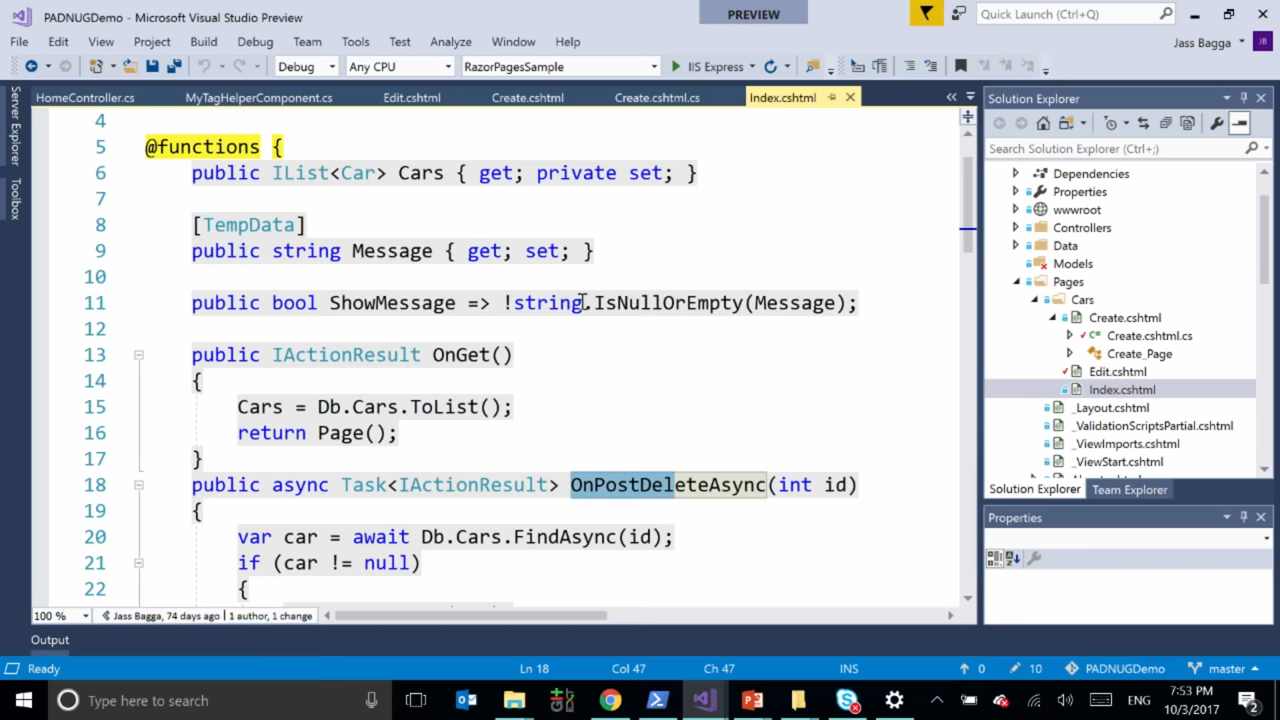 PADNUGDemo - Microsoft Visual Studio Preview
PREVIEW
Quick Launch (Ctrl+Q)
File Edit View Project Build Debug Team Tools Test Analyze Window Help
Jass Bagga
JB
Debug Any CPU RazorPagesSample IIS Express
Server Explorer
Toolbox
HomeController.cs MyTagHelperComponent.cs Edit.cshtml Create.cshtml Create.cshtml.cs Index.cshtml
4
5 @functions {
6 public IList<Car> Cars { get; private set; }
7
8 [TempData]
9 public string Message { get; set; }
10
11 public bool ShowMessage => !string.IsNullOrEmpty(Message);
12
13 public IActionResult OnGet()
14 {
15 Cars = Db.Cars.ToList();
16 return Page();
17 }
18 public async Task<IActionResult> OnPostDeleteAsync(int id)
19 {
20 var car = await Db.Cars.FindAsync(id);
21 if (car != null)
22 {
100 % Jass Bagga, 74 days ago | 1 author, 1 change
Solution Explorer
Search Solution Explorer (Ctrl+;)
Dependencies
Properties
wwwroot
Controllers
Data
Models
Pages
Cars
Create.cshtml
Create.cshtml.cs
Create_Page
Edit.cshtml
Index.cshtml
_Layout.cshtml
_ValidationScriptsPartial.cshtml
_ViewImports.cshtml
_ViewStart.cshtml
Solution Explorer Team Explorer
Properties
Output
Ready Ln 18 Col 47 Ch 47 INS 0 10 PADNUGDemo master
Type here to search
ENG
7:53 PM
10/3/2017
2